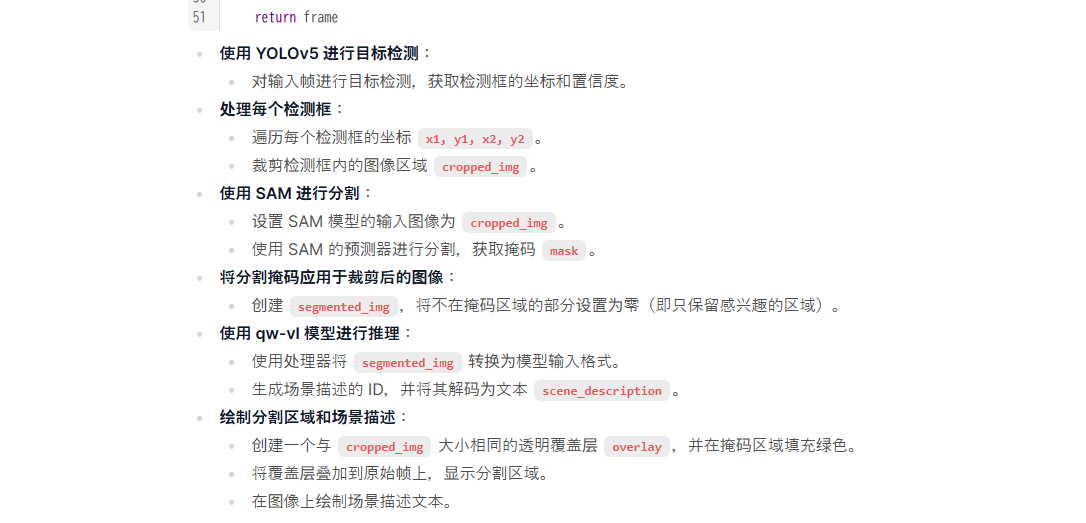 51 return frame
使用 YOLOv5 进行目标检测：
对输入帧进行目标检测，获取检测框的坐标和置信度。
处理每个检测框：
遍历每个检测框的坐标 x1, y1, x2, y2 。
裁剪检测框内的图像区域 cropped_img 。
使用 SAM 进行分割：
设置 SAM 模型的输入图像为 cropped_img 。
使用 SAM 的预测器进行分割，获取掩码 mask 。
将分割掩码应用于裁剪后的图像：
创建 segmented_img ，将不在掩码区域的部分设置为零（即只保留感兴趣的区域）。
使用 qw-vl 模型进行推理：
使用处理器将 segmented_img 转换为模型输入格式。
生成场景描述的 ID，并将其解码为文本 scene_description 。
绘制分割区域和场景描述：
创建一个与 cropped_img 大小相同的透明覆盖层 overlay ，并在掩码区域填充绿色。
将覆盖层叠加到原始帧上，显示分割区域。
在图像上绘制场景描述文本。